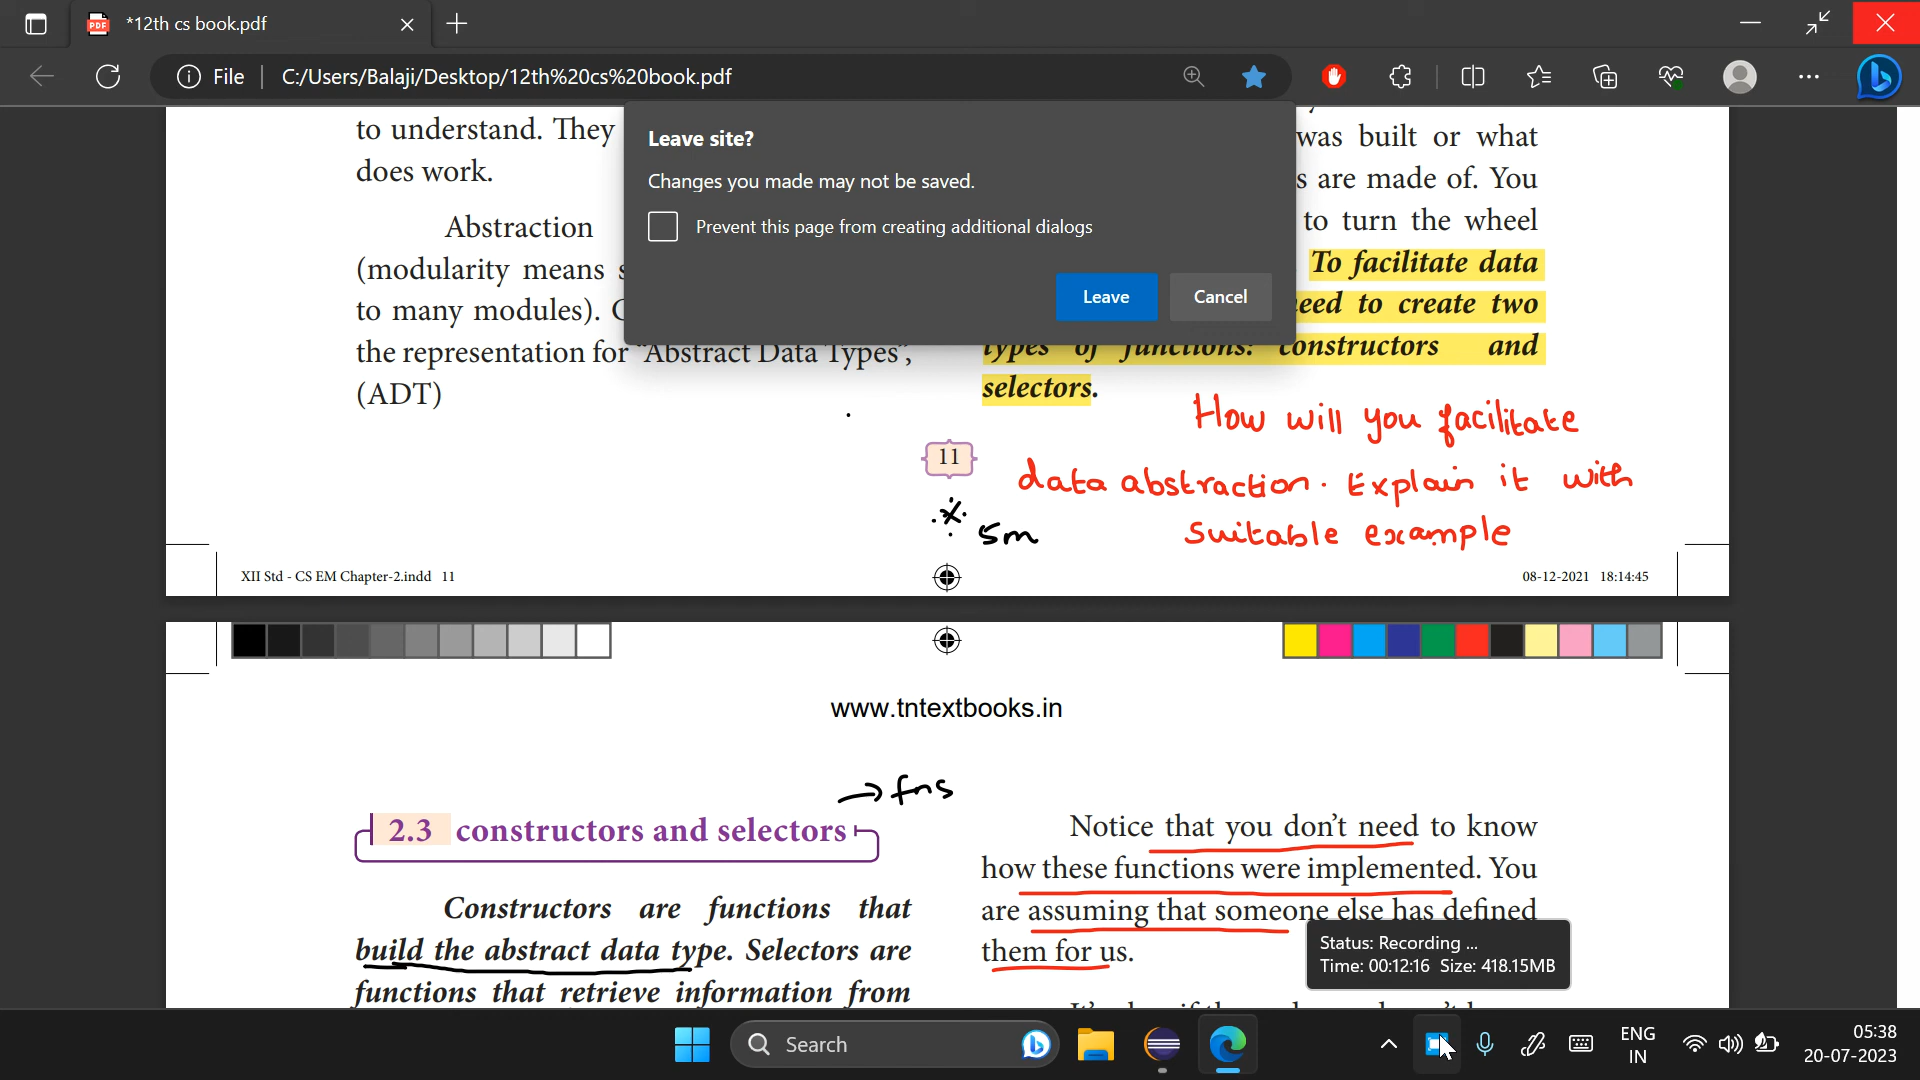 *12th cs book.pdf
File
C:/Users/Balaji/Desktop/12th%20cs%20book.pdf
Leave site?
Changes you made may not be saved.
Prevent this page from creating additional dialogs
Leave
Cancel
to understand. They
does work.
Abstraction
(modularity means
to many modules).
the representation for "Abstract Data Types",
(ADT)
was built or what
are made of. You
to turn the wheel
To facilitate data
need to create two
types of functions: constructors and
selectors.
How will you facilitate
data abstraction. Explain it with
suitable example
11
5m
XII Std - CS EM Chapter-2.indd 11
08-12-2021 18:14:45
www.tntextbooks.in
→ fns
2.3 constructors and selectors
Constructors are functions that
build the abstract data type. Selectors are
functions that retrieve information from
Notice that you don't need to know
how these functions were implemented. You
are assuming that someone else has defined
them for us.
Status: Recording ...
Time: 00:12:16 Size: 418.15MB
Search
ENG
IN
05:38
20-07-2023